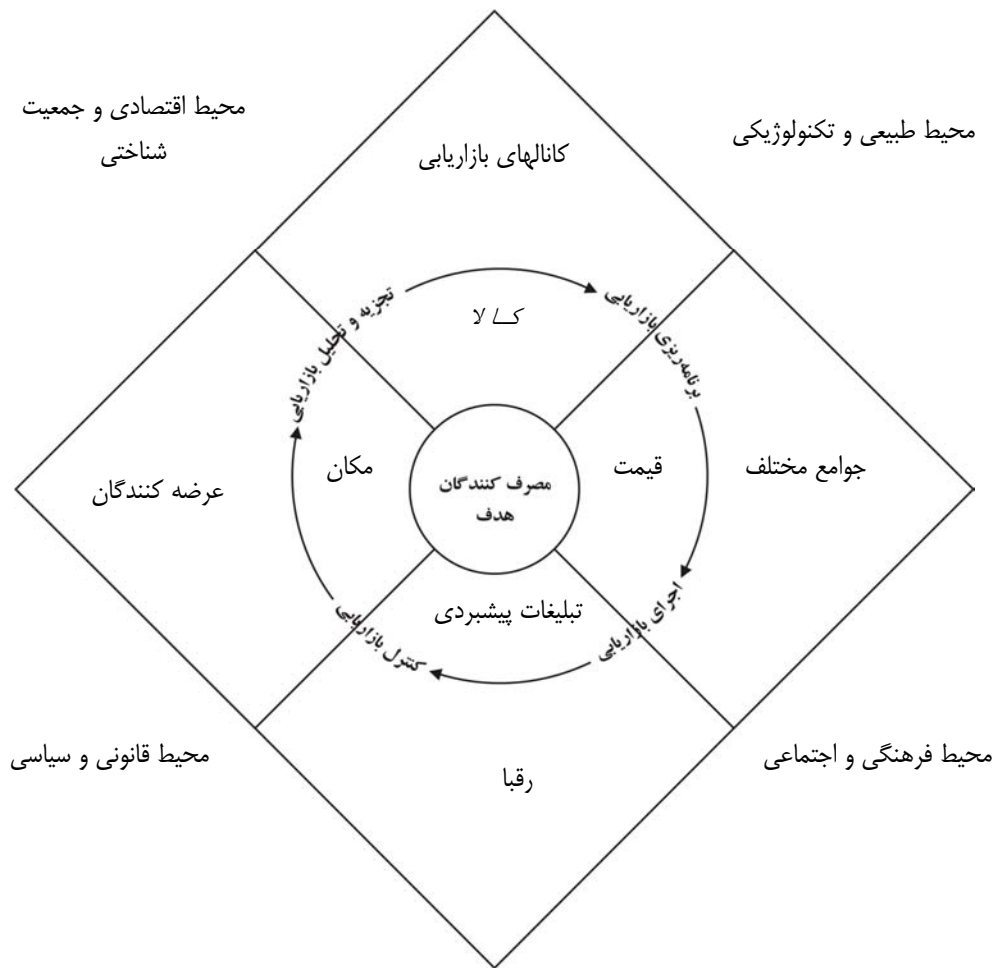 محیط اقتصادی و جمعیت
شناختی
محیط طبیعی و تکنولوژیکی
کانالهای بازاریابی
تجزیه و تحلیل بازاریابی
کالا
برنامه‌ریزی بازاریابی
جوامع مختلف
قیمت
مصرف کنندگان
هدف
مکان
عرضه کنندگان
تبلیغات پیشبردی
اجرای بازاریابی
کنترل بازاریابی
محیط فرهنگی و اجتماعی
رقبا
محیط قانونی و سیاسی